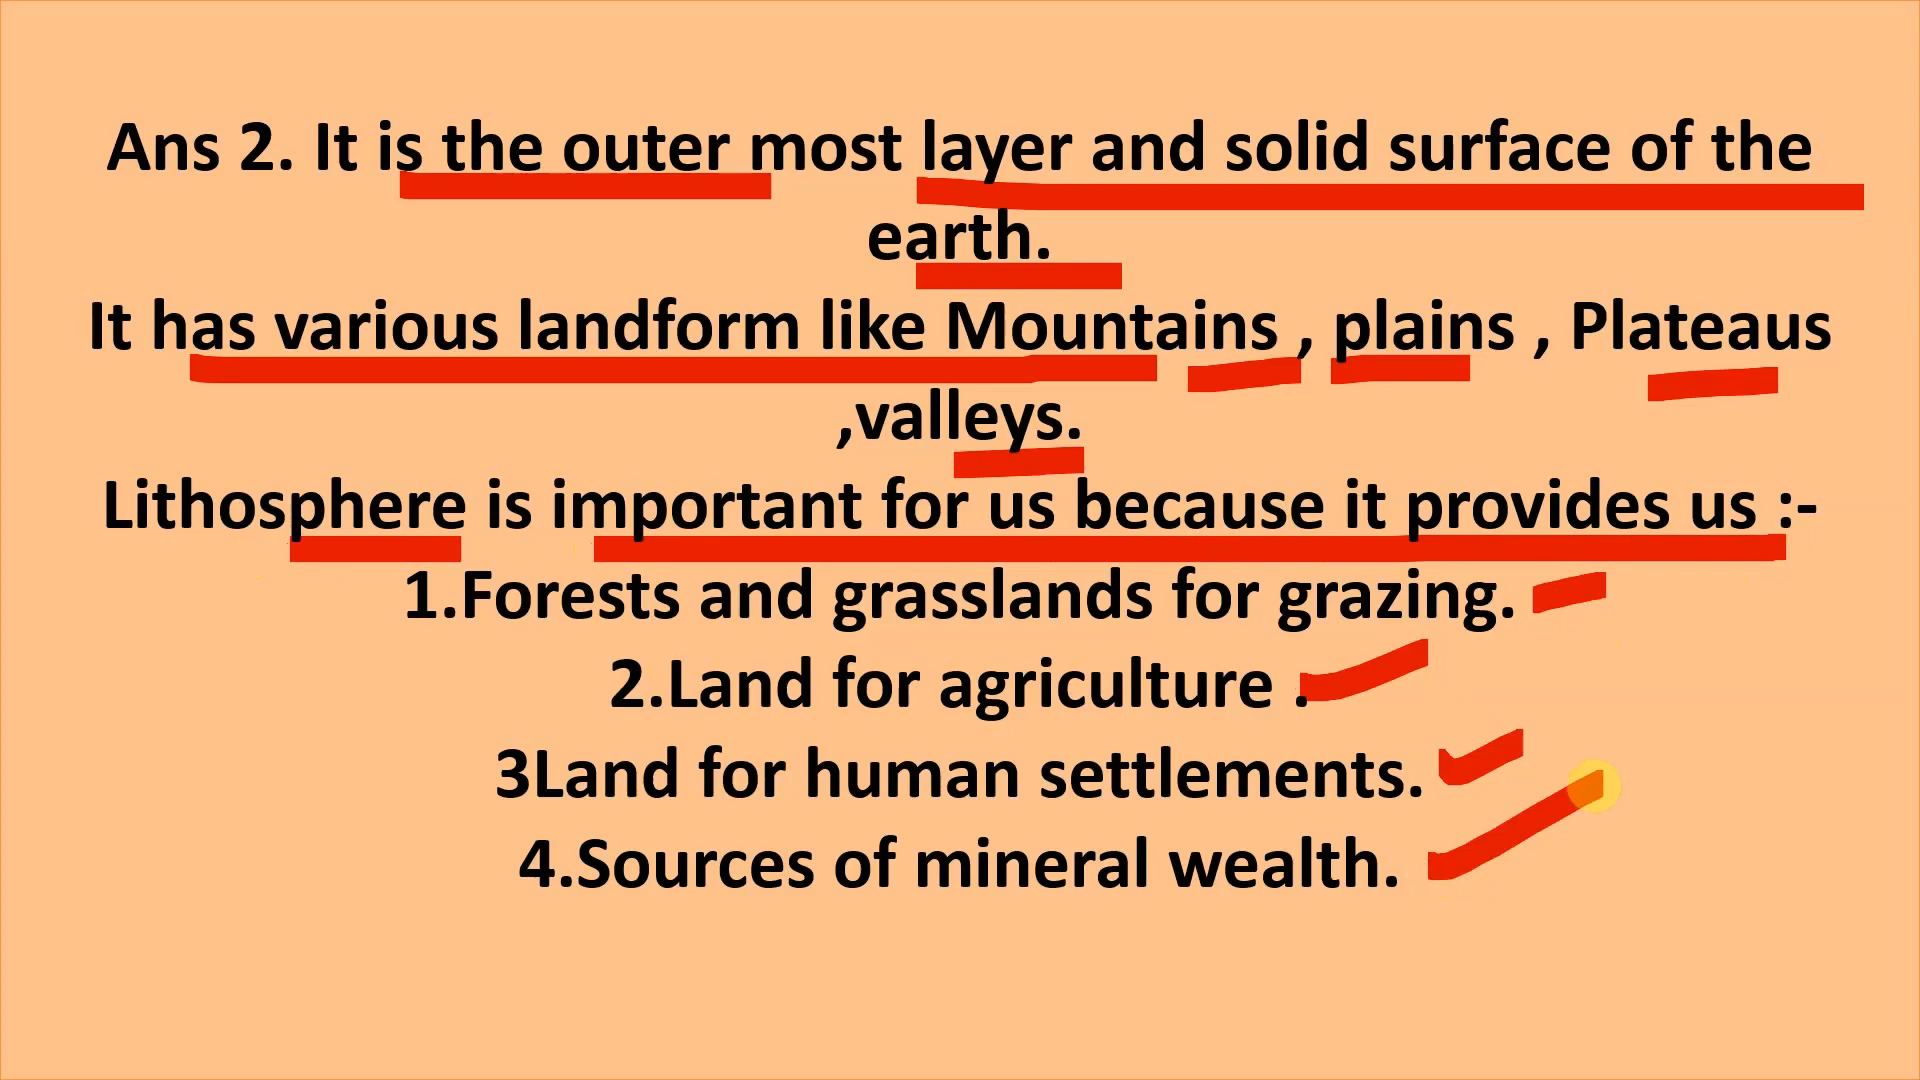 Ans 2. It is the outer most layer and solid surface of the
earth.
It has various landform like Mountains , plains , Plateaus
,valleys.
Lithosphere is important for us because it provides us :-
1.Forests and grasslands for grazing.
2.Land for agriculture .
3Land for human settlements.
4.Sources of mineral wealth.